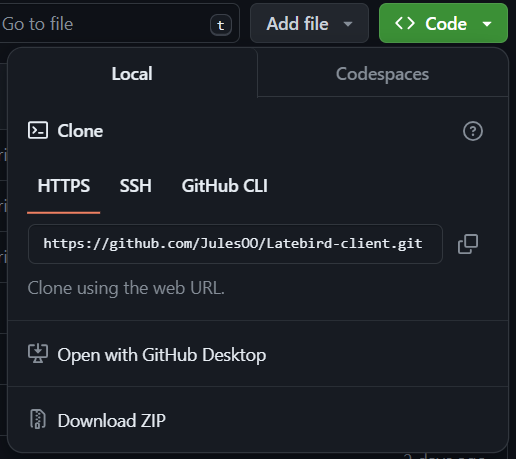 Go to file
t
Add file
Code
Local
Codespaces
Clone
HTTPS
SSH
GitHub CLI
https://github.com/JulesOO/Latebird-client.git
Clone using the web URL.
Open with GitHub Desktop
Download ZIP